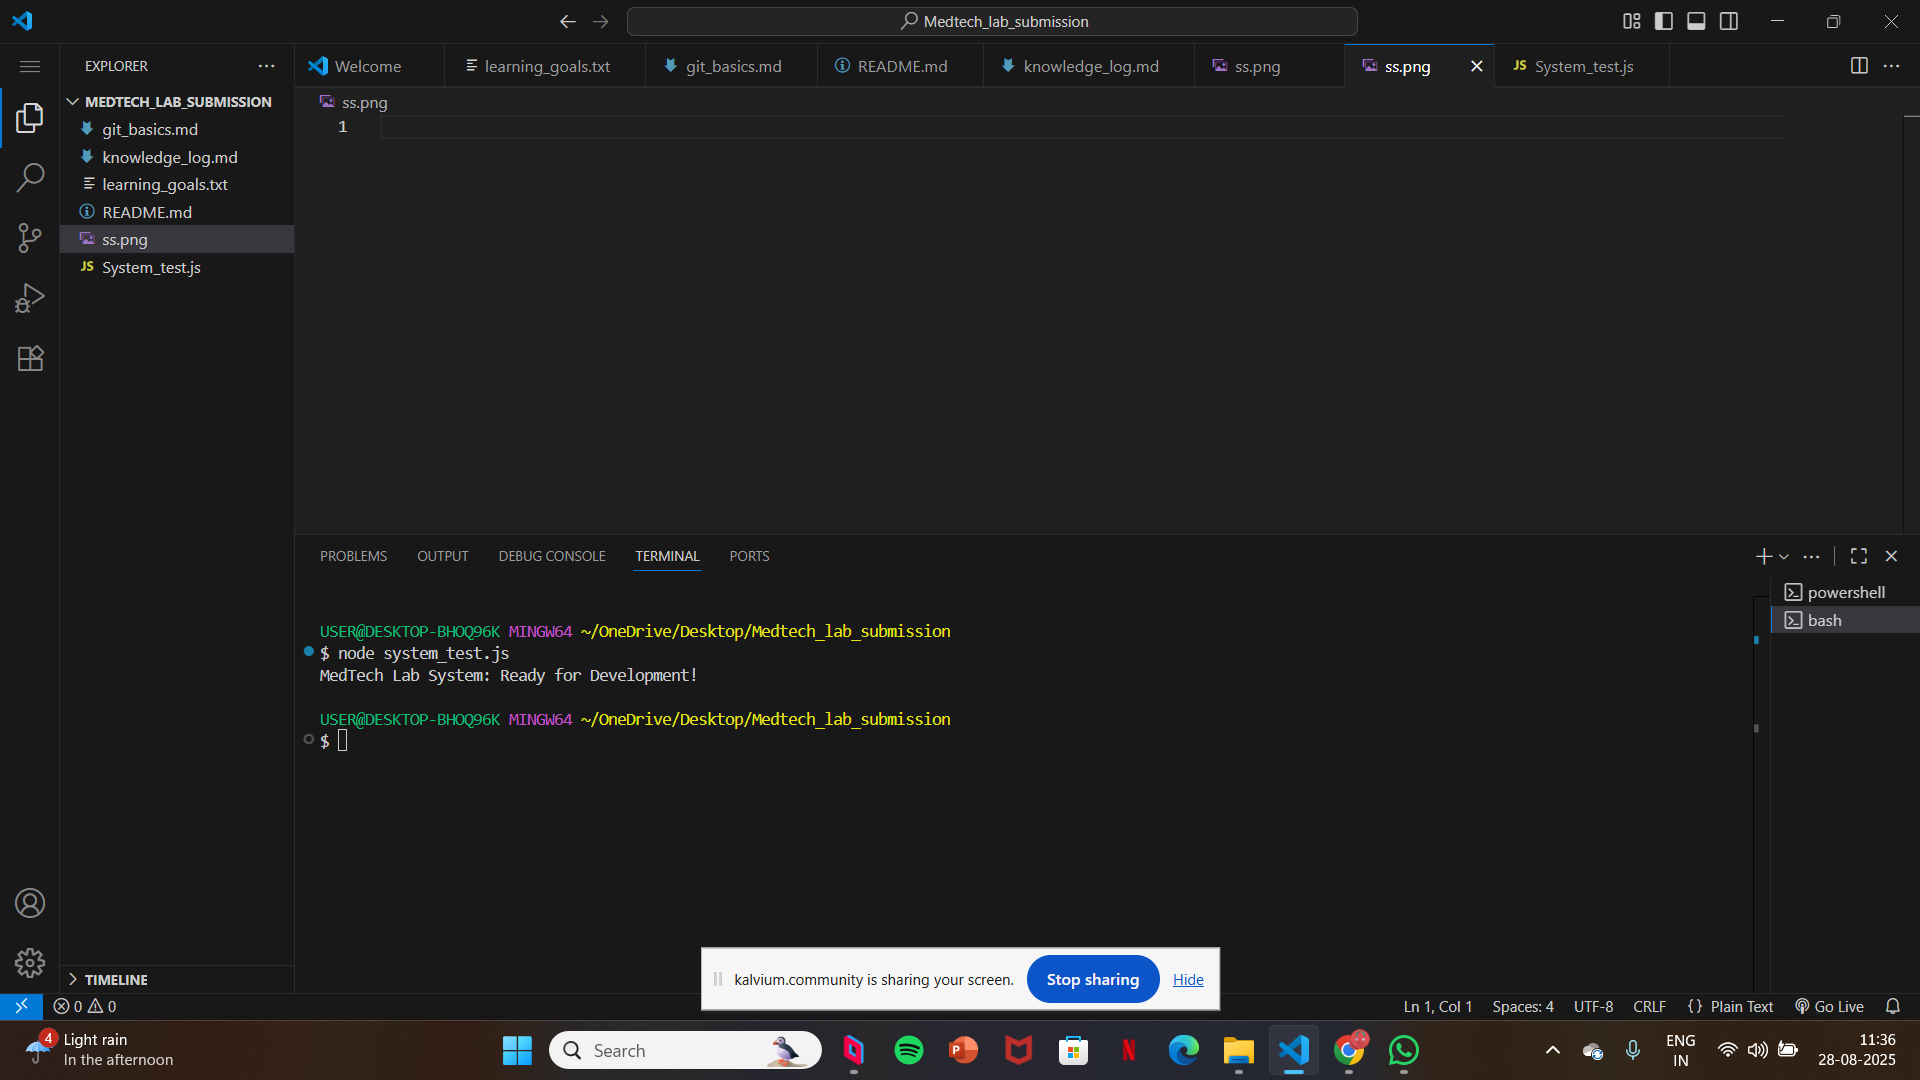 Medtech_lab_submission
EXPLORER
Welcome
learning_goals.txt
git_basics.md
README.md
knowledge_log.md
ss.png
ss.png
JS System_test.js
MEDTECH_LAB_SUBMISSION
git_basics.md
knowledge_log.md
learning_goals.txt
README.md
ss.png
JS System_test.js
ss.png
1
PROBLEMS OUTPUT DEBUG CONSOLE TERMINAL PORTS
powershell
bash
USER@DESKTOP-BHOQ96K MINGW64 ~/OneDrive/Desktop/Medtech_lab_submission
$ node system_test.js
MedTech Lab System: Ready for Development!
USER@DESKTOP-BHOQ96K MINGW64 ~/OneDrive/Desktop/Medtech_lab_submission
$
TIMELINE
kalvium.community is sharing your screen. Stop sharing Hide
0 0
Ln 1, Col 1 Spaces: 4 UTF-8 CRLF {} Plain Text Go Live
4
Light rain
In the afternoon
Search
P
N
ENG
IN
11:36
28-08-2025